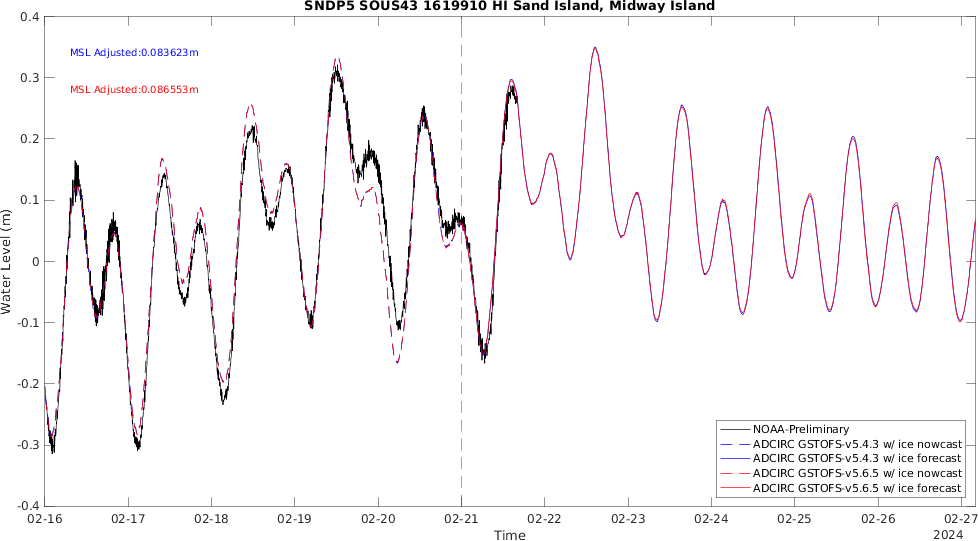 SNDP5 SOUS43 1619910 HI Sand Island, Midway Island
MSL Adjusted:0.083623m
MSL Adjusted:0.086553m
Water Level (m)
0.4
0.3
0.2
0.1
0
-0.1
-0.2
-0.3
-0.4
NOAA-Preliminary
ADCIRC GSTOFS-v5.4.3 w/ ice nowcast
ADCIRC GSTOFS-v5.4.3 w/ ice forecast
ADCIRC GSTOFS-v5.6.5 w/ ice nowcast
ADCIRC GSTOFS-v5.6.5 w/ ice forecast
02-16 02-17 02-18 02-19 02-20 02-21 02-22 02-23 02-24 02-25 02-26 02-27
Time
2024